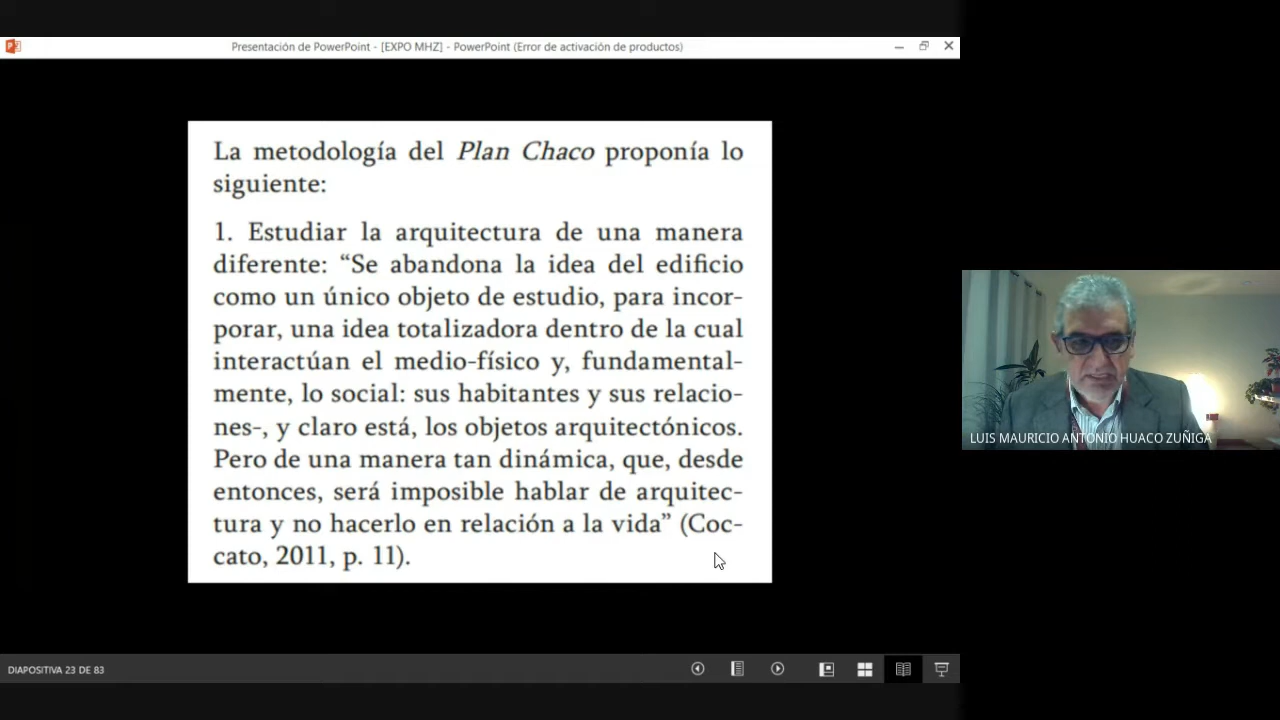 Presentación de PowerPoint - [EXPO MHZ] - PowerPoint (Error de activación de productos)
La metodología del Plan Chaco proponía lo
siguiente:
1. Estudiar la arquitectura de una manera
diferente: “Se abandona la idea del edificio
como un único objeto de estudio, para incor-
porar, una idea totalizadora dentro de la cual
interactúan el medio-físico y, fundamental-
mente, lo social: sus habitantes y sus relacio-
nes-, y claro está, los objetos arquitectónicos.
Pero de una manera tan dinámica, que, desde
entonces, será imposible hablar de arquitec-
tura y no hacerlo en relación a la vida” (Coc-
cato, 2011, p. 11).
LUIS MAURICIO ANTONIO HUACO ZUÑIGA
DIAPOSITIVA 23 DE 83